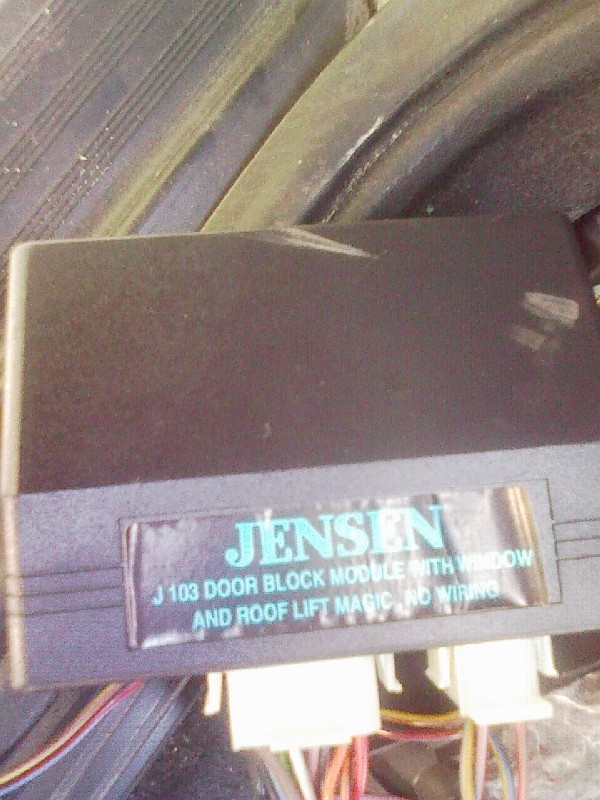 JENSEN
J 103 DOOR BLOCK MODULE WITH WINDOW
AND ROOF LIFT MAGIC, NO WIRING